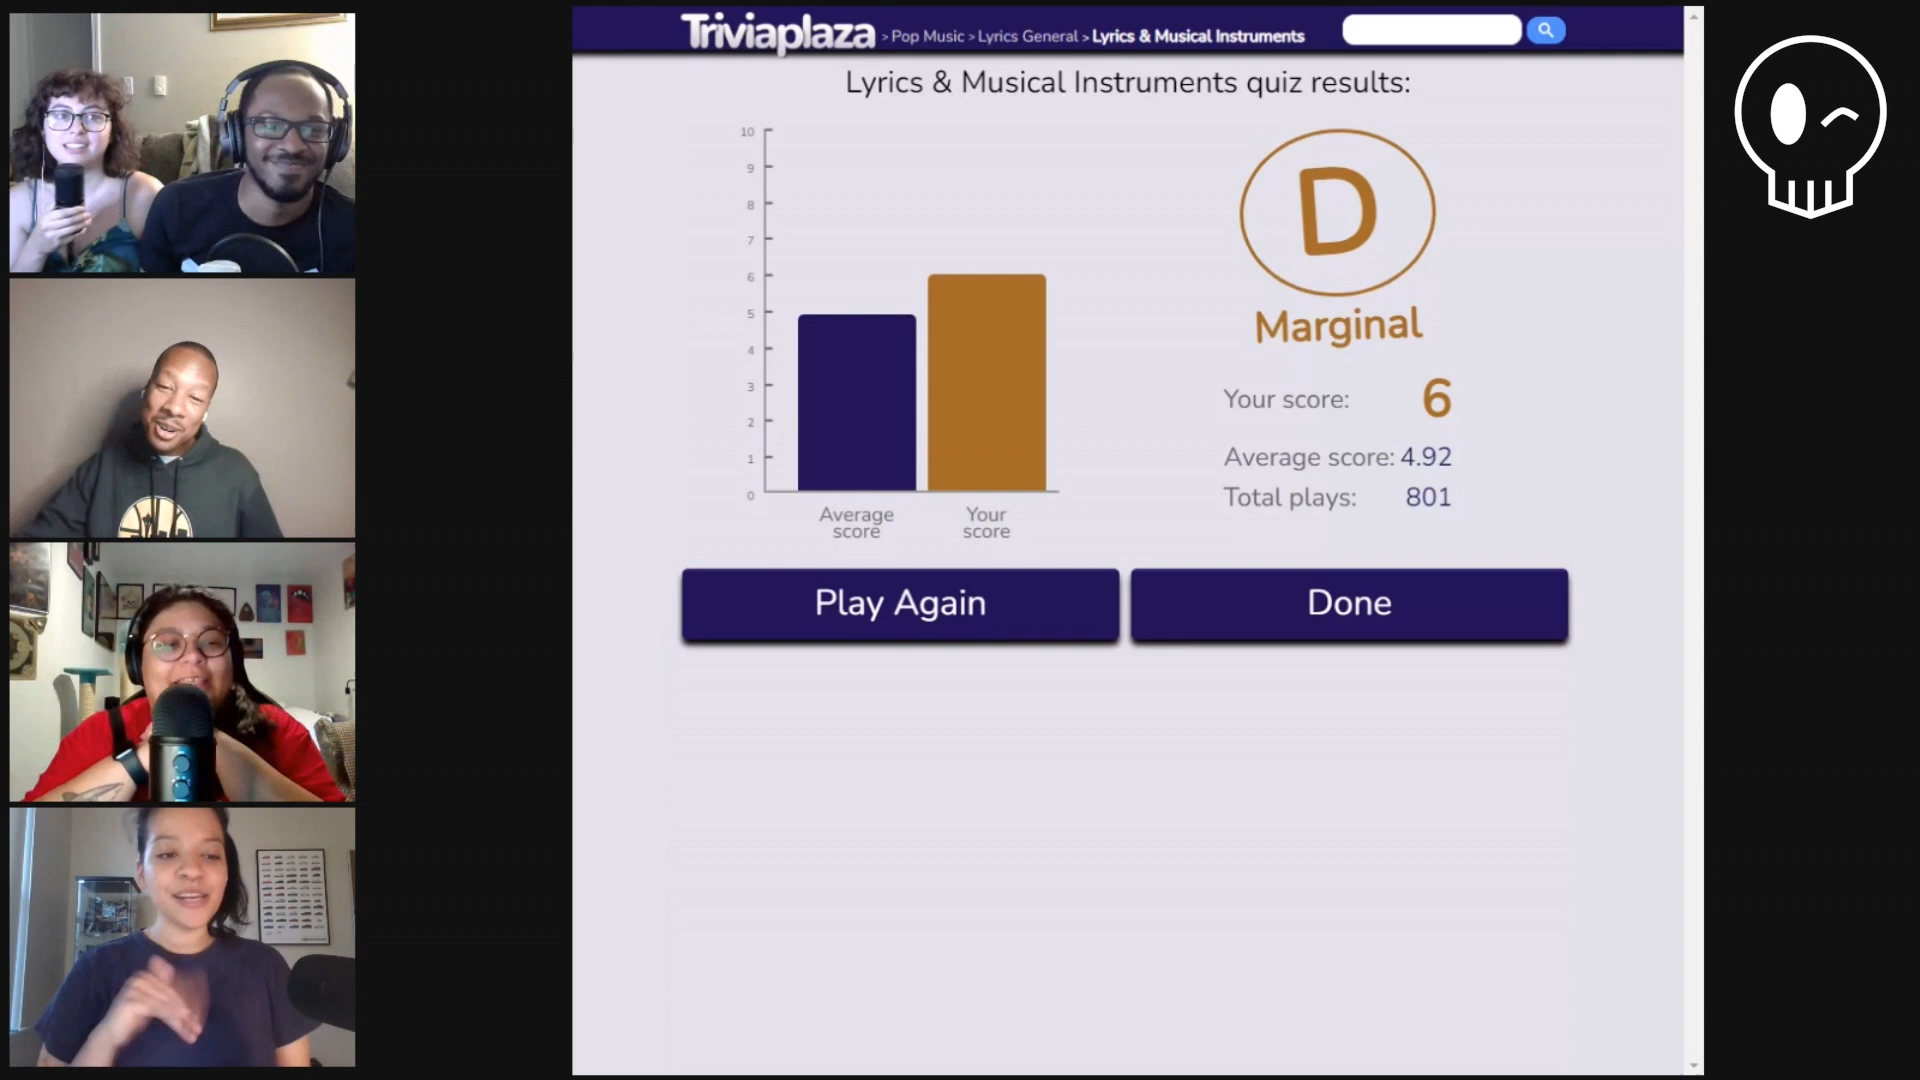 Triviaplaza > Pop Music > Lyrics General > Lyrics & Musical Instruments
Lyrics & Musical Instruments quiz results:
10
9
8
7
6
5
4
3
2
1
0
Average
score
Your
score
D
Marginal
Your score: 6
Average score: 4.92
Total plays: 801
Play Again
Done